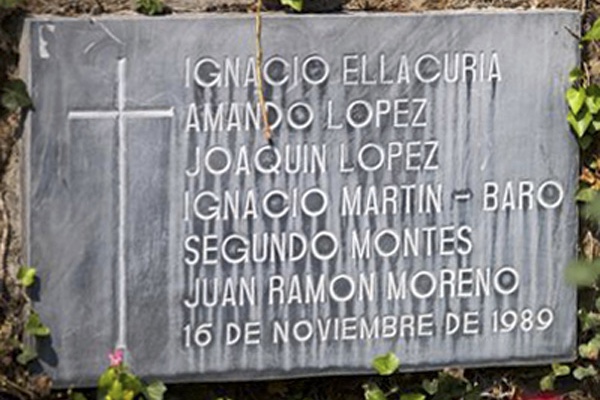 IGNACIO ELLACURIA
AMANDO LOPEZ
JOAQUIN LOPEZ
IGNACIO MARTIN - BARO
SEGUNDO MONTES
JUAN RAMON MORENO
16 DE NOVIEMBRE DE 1989